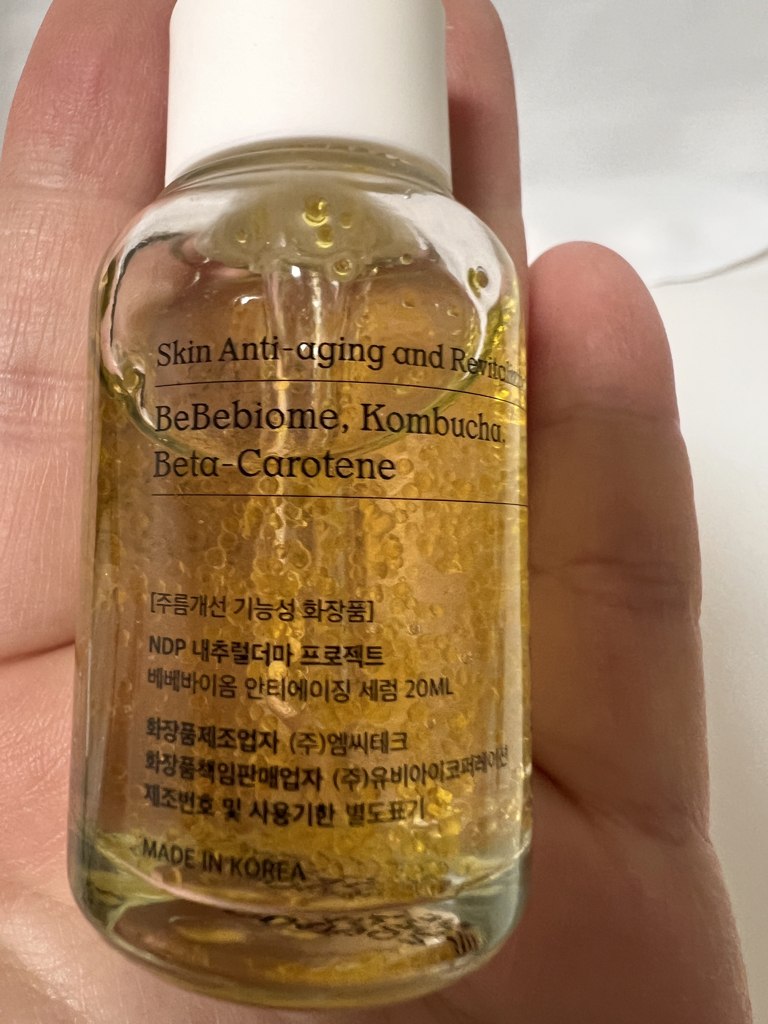 Skin Anti-aging and
BeBebiome, Kombucha,
Beta-Carotene
[주름개선 기능성 화장품]
NDP 내추럴더마 프로젝트
베베바이옴 안티에이징 세럼 20ML
화장품제조업자 (주)엠씨테크
화장품책임판매업자 (주)유비아이코퍼레이션
제조번호 및 사용기한 별도표기
MADE IN KOREA